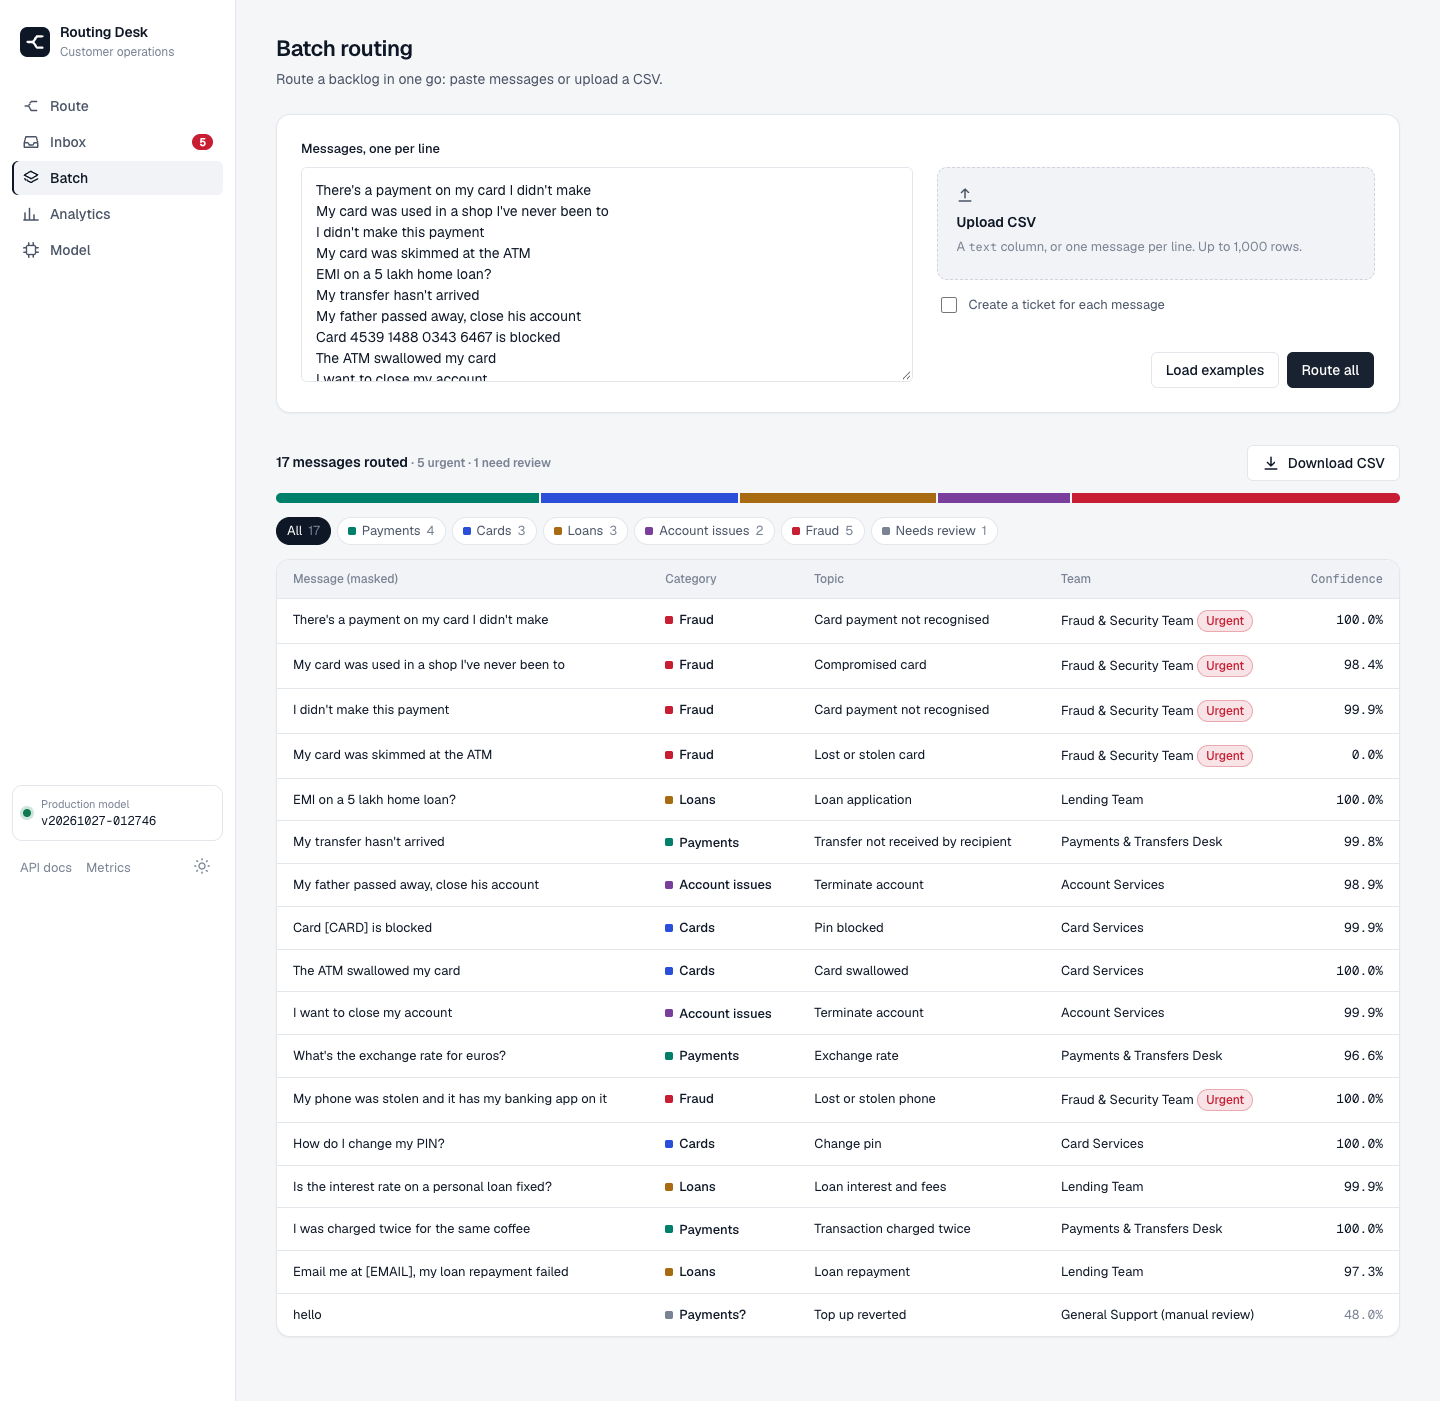 Routing Desk
Customer operations
Route
Inbox 5
Batch
Analytics
Model
Production model
v20261027-012746
API docs Metrics
Batch routing
Route a backlog in one go: paste messages or upload a CSV.
Messages, one per line
There's a payment on my card I didn't make
My card was used in a shop I've never been to
I didn't make this payment
My card was skimmed at the ATM
EMI on a 5 lakh home loan?
My transfer hasn't arrived
My father passed away, close his account
Card 4539 1488 0343 6467 is blocked
The ATM swallowed my card
I want to close my account
Upload CSV
A text column, or one message per line. Up to 1,000 rows.
Create a ticket for each message
Load examples Route all
17 messages routed · 5 urgent · 1 need review
Download CSV
All 17 Payments 4 Cards 3 Loans 3 Account issues 2 Fraud 5 Needs review 1
Message (masked) Category Topic Team Confidence
There's a payment on my card I didn't make Fraud Card payment not recognised Fraud & Security Team Urgent 100.0%
My card was used in a shop I've never been to Fraud Compromised card Fraud & Security Team Urgent 98.4%
I didn't make this payment Fraud Card payment not recognised Fraud & Security Team Urgent 99.9%
My card was skimmed at the ATM Fraud Lost or stolen card Fraud & Security Team Urgent 0.0%
EMI on a 5 lakh home loan? Loans Loan application Lending Team 100.0%
My transfer hasn't arrived Payments Transfer not received by recipient Payments & Transfers Desk 99.8%
My father passed away, close his account Account issues Terminate account Account Services 98.9%
Card [CARD] is blocked Cards Pin blocked Card Services 99.9%
The ATM swallowed my card Cards Card swallowed Card Services 100.0%
I want to close my account Account issues Terminate account Account Services 99.9%
What's the exchange rate for euros? Payments Exchange rate Payments & Transfers Desk 96.6%
My phone was stolen and it has my banking app on it Fraud Lost or stolen phone Fraud & Security Team Urgent 100.0%
How do I change my PIN? Cards Change pin Card Services 100.0%
Is the interest rate on a personal loan fixed? Loans Loan interest and fees Lending Team 99.9%
I was charged twice for the same coffee Payments Transaction charged twice Payments & Transfers Desk 100.0%
Email me at [EMAIL], my loan repayment failed Loans Loan repayment Lending Team 97.3%
hello Payments? Top up reverted General Support (manual review) 48.0%